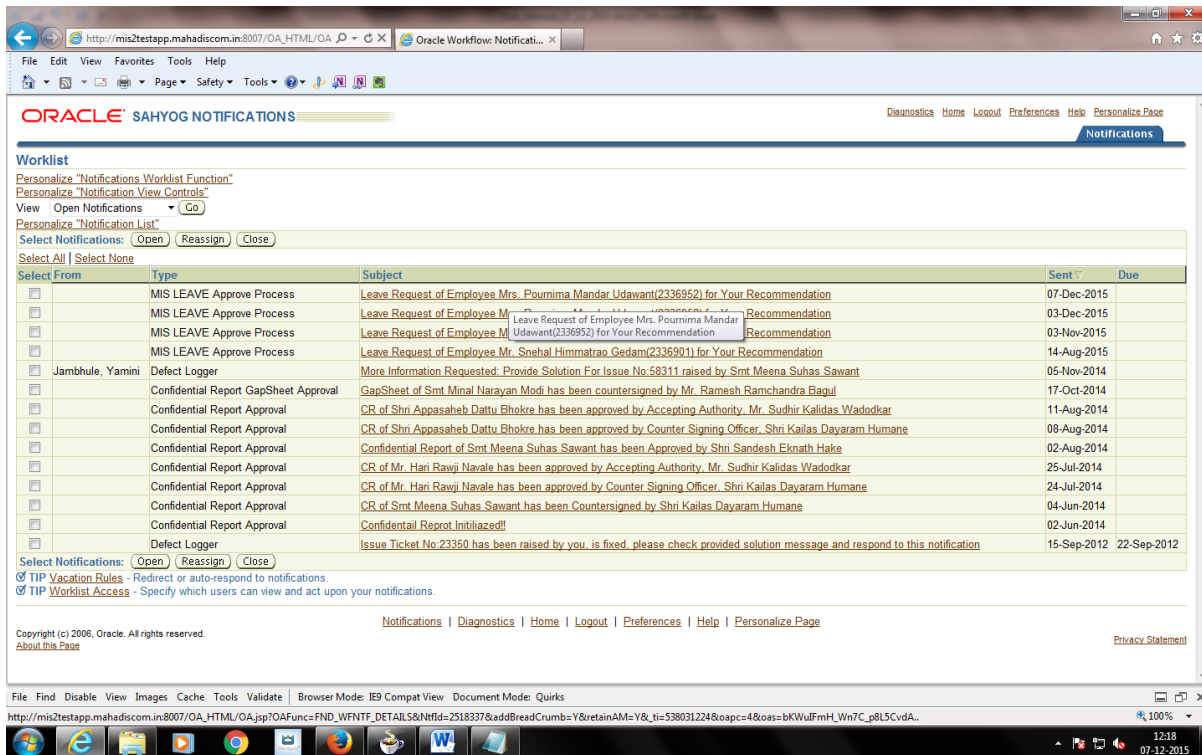 http://mis2testapp.mahadiscom.in:8007/OA_HTML/OA
Oracle Workflow: Notificati...
File Edit View Favorites Tools Help
Page Safety Tools
ORACLE SAHYOG NOTIFICATIONS
Diagnostics Home Logout Preferences Help Personalize Page
Notifications
Worklist
Personalize "Notifications Worklist Function"
Personalize "Notification View Controls"
View Open Notifications Go
Personalize "Notification List"
Select Notifications: Open Reassign Close
Select All | Select None
Select From Type Subject Sent Due
MIS LEAVE Approve Process Leave Request of Employee Mrs. Pournima Mandar Udawant(2336952) for Your Recommendation 07-Dec-2015
MIS LEAVE Approve Process Leave Request of Employee M Recommendation 03-Dec-2015
Leave Request of Employee Mrs. Pournima Mandar
Udawant(2336952) for Your Recommendation
MIS LEAVE Approve Process Leave Request of Employee M Recommendation 03-Nov-2015
MIS LEAVE Approve Process Leave Request of Employee Mr. Snehal Himmatrao Gedam(2336901) for Your Recommendation 14-Aug-2015
Jambhule, Yamini Defect Logger More Information Requested: Provide Solution For Issue No:58311 raised by Smt Meena Suhas Sawant 05-Nov-2014
Confidential Report GapSheet Approval GapSheet of Smt Minal Narayan Modi has been countersigned by Mr. Ramesh Ramchandra Bagul 17-Oct-2014
Confidential Report Approval CR of Shri Appasaheb Dattu Bhokre has been approved by Accepting Authority, Mr. Sudhir Kalidas Wadodkar 11-Aug-2014
Confidential Report Approval CR of Shri Appasaheb Dattu Bhokre has been approved by Counter Signing Officer, Shri Kailas Dayaram Humane 08-Aug-2014
Confidential Report Approval Confidential Report of Smt Meena Suhas Sawant has been Approved by Shri Sandesh Eknath Hake 02-Aug-2014
Confidential Report Approval CR of Mr. Hari Rawji Navale has been approved by Accepting Authority, Mr. Sudhir Kalidas Wadodkar 25-Jul-2014
Confidential Report Approval CR of Mr. Hari Rawji Navale has been approved by Counter Signing Officer, Shri Kailas Dayaram Humane 24-Jul-2014
Confidential Report Approval CR of Smt Meena Suhas Sawant has been Countersigned by Shri Kailas Dayaram Humane 04-Jun-2014
Confidential Report Approval Confidentail Reprot Initiliazed!! 02-Jun-2014
Defect Logger Issue Ticket No:23350 has been raised by you, is fixed, please check provided solution message and respond to this notification 15-Sep-2012 22-Sep-2012
Select Notifications: Open Reassign Close
TIP Vacation Rules - Redirect or auto-respond to notifications.
TIP Worklist Access - Specify which users can view and act upon your notifications.
Notifications | Diagnostics | Home | Logout | Preferences | Help | Personalize Page
Copyright (c) 2006, Oracle. All rights reserved.
About this Page
Privacy Statement
File Find Disable View Images Cache Tools Validate | Browser Mode: IE9 Compat View Document Mode: Quirks
http://mis2testapp.mahadiscom.in:8007/OA_HTML/OA.jsp?OAFunc=FND_WFNTF_DETAILS&NtfId=2518337&addBreadCrumb=Y&retainAM=Y&_ti=538031224&oapc=4&oas=bKWuIFmH_Wn7C_p8L5CvdA..
100%
12:18
07-12-2015